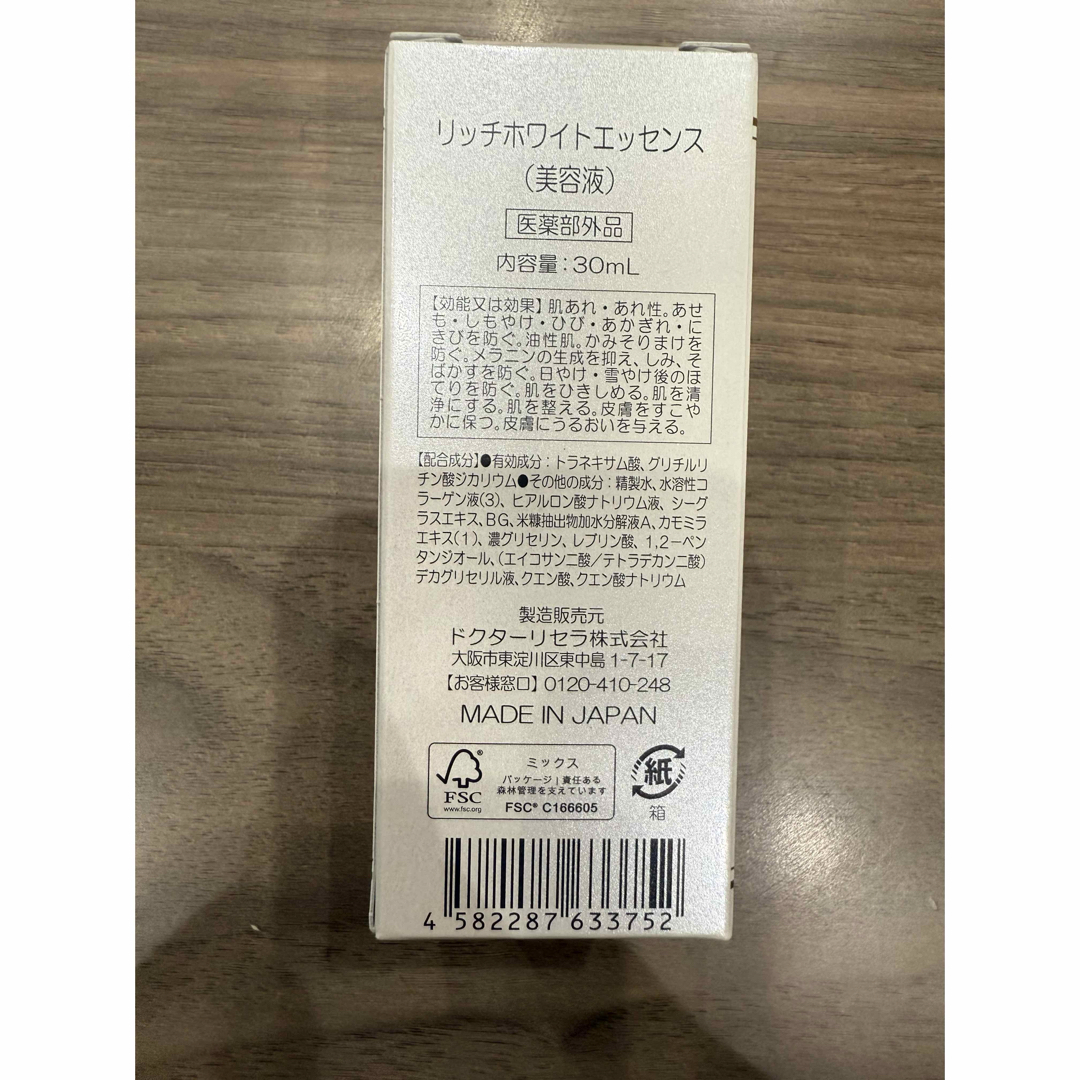 リッチホワイトエッセンス
(美容液)
医薬部外品
内容量:30mL
【効能又は効果】肌あれ・あれ性。あせ
も・しもやけ・ひび・あかぎれ・に
きびを防ぐ。油性肌。かみそりまけを
防ぐ。メラニンの生成を抑え、しみ、そ
ばかすを防ぐ。日やけ・雪やけ後のほ
てりを防ぐ。肌をひきしめる。肌を清
浄にする。肌を整える。皮膚をすこや
かに保つ。皮膚にうるおいを与える。
【配合成分】●有効成分:トラネキサム酸、グリチルリ
チン酸ジカリウム●その他の成分:精製水、水溶性コ
ラーゲン液(3)、ヒアルロン酸ナトリウム液、シーグ
ラスエキス、BG、米糠抽出物加水分解液A、カモミラ
エキス(1)、濃グリセリン、レブリン酸、1,2-ペン
タンジオール、(エイコサン二酸/テトラデカン二酸)
デカグリセリル液、クエン酸、クエン酸ナトリウム
製造販売元
ドクターリセラ株式会社
大阪市東淀川区東中島1-7-17
【お客様窓口】0120-410-248
MADE IN JAPAN
FSC®
www.fsc.org
ミックス
パッケージ|責任ある
森林管理を支えています
FSC® C166605
紙
箱
4 582287 633752